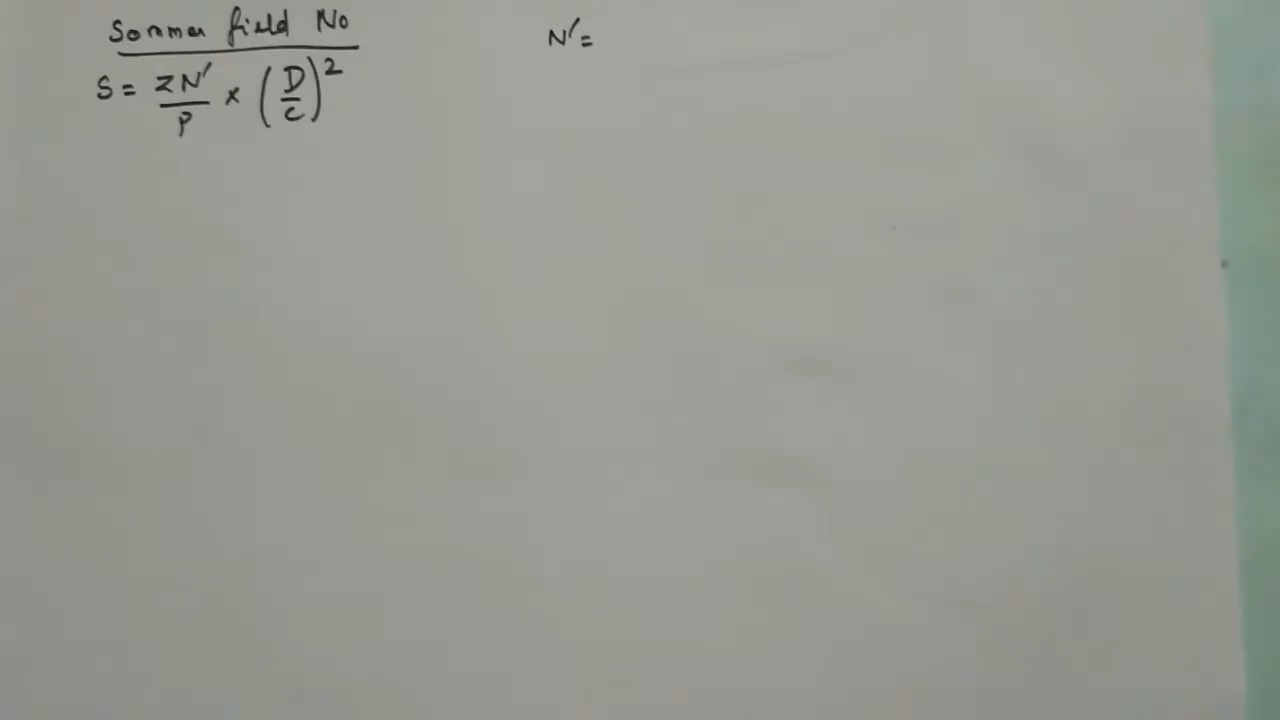 Sommer field No
N′=
S = ZN′/P × (D/C)²